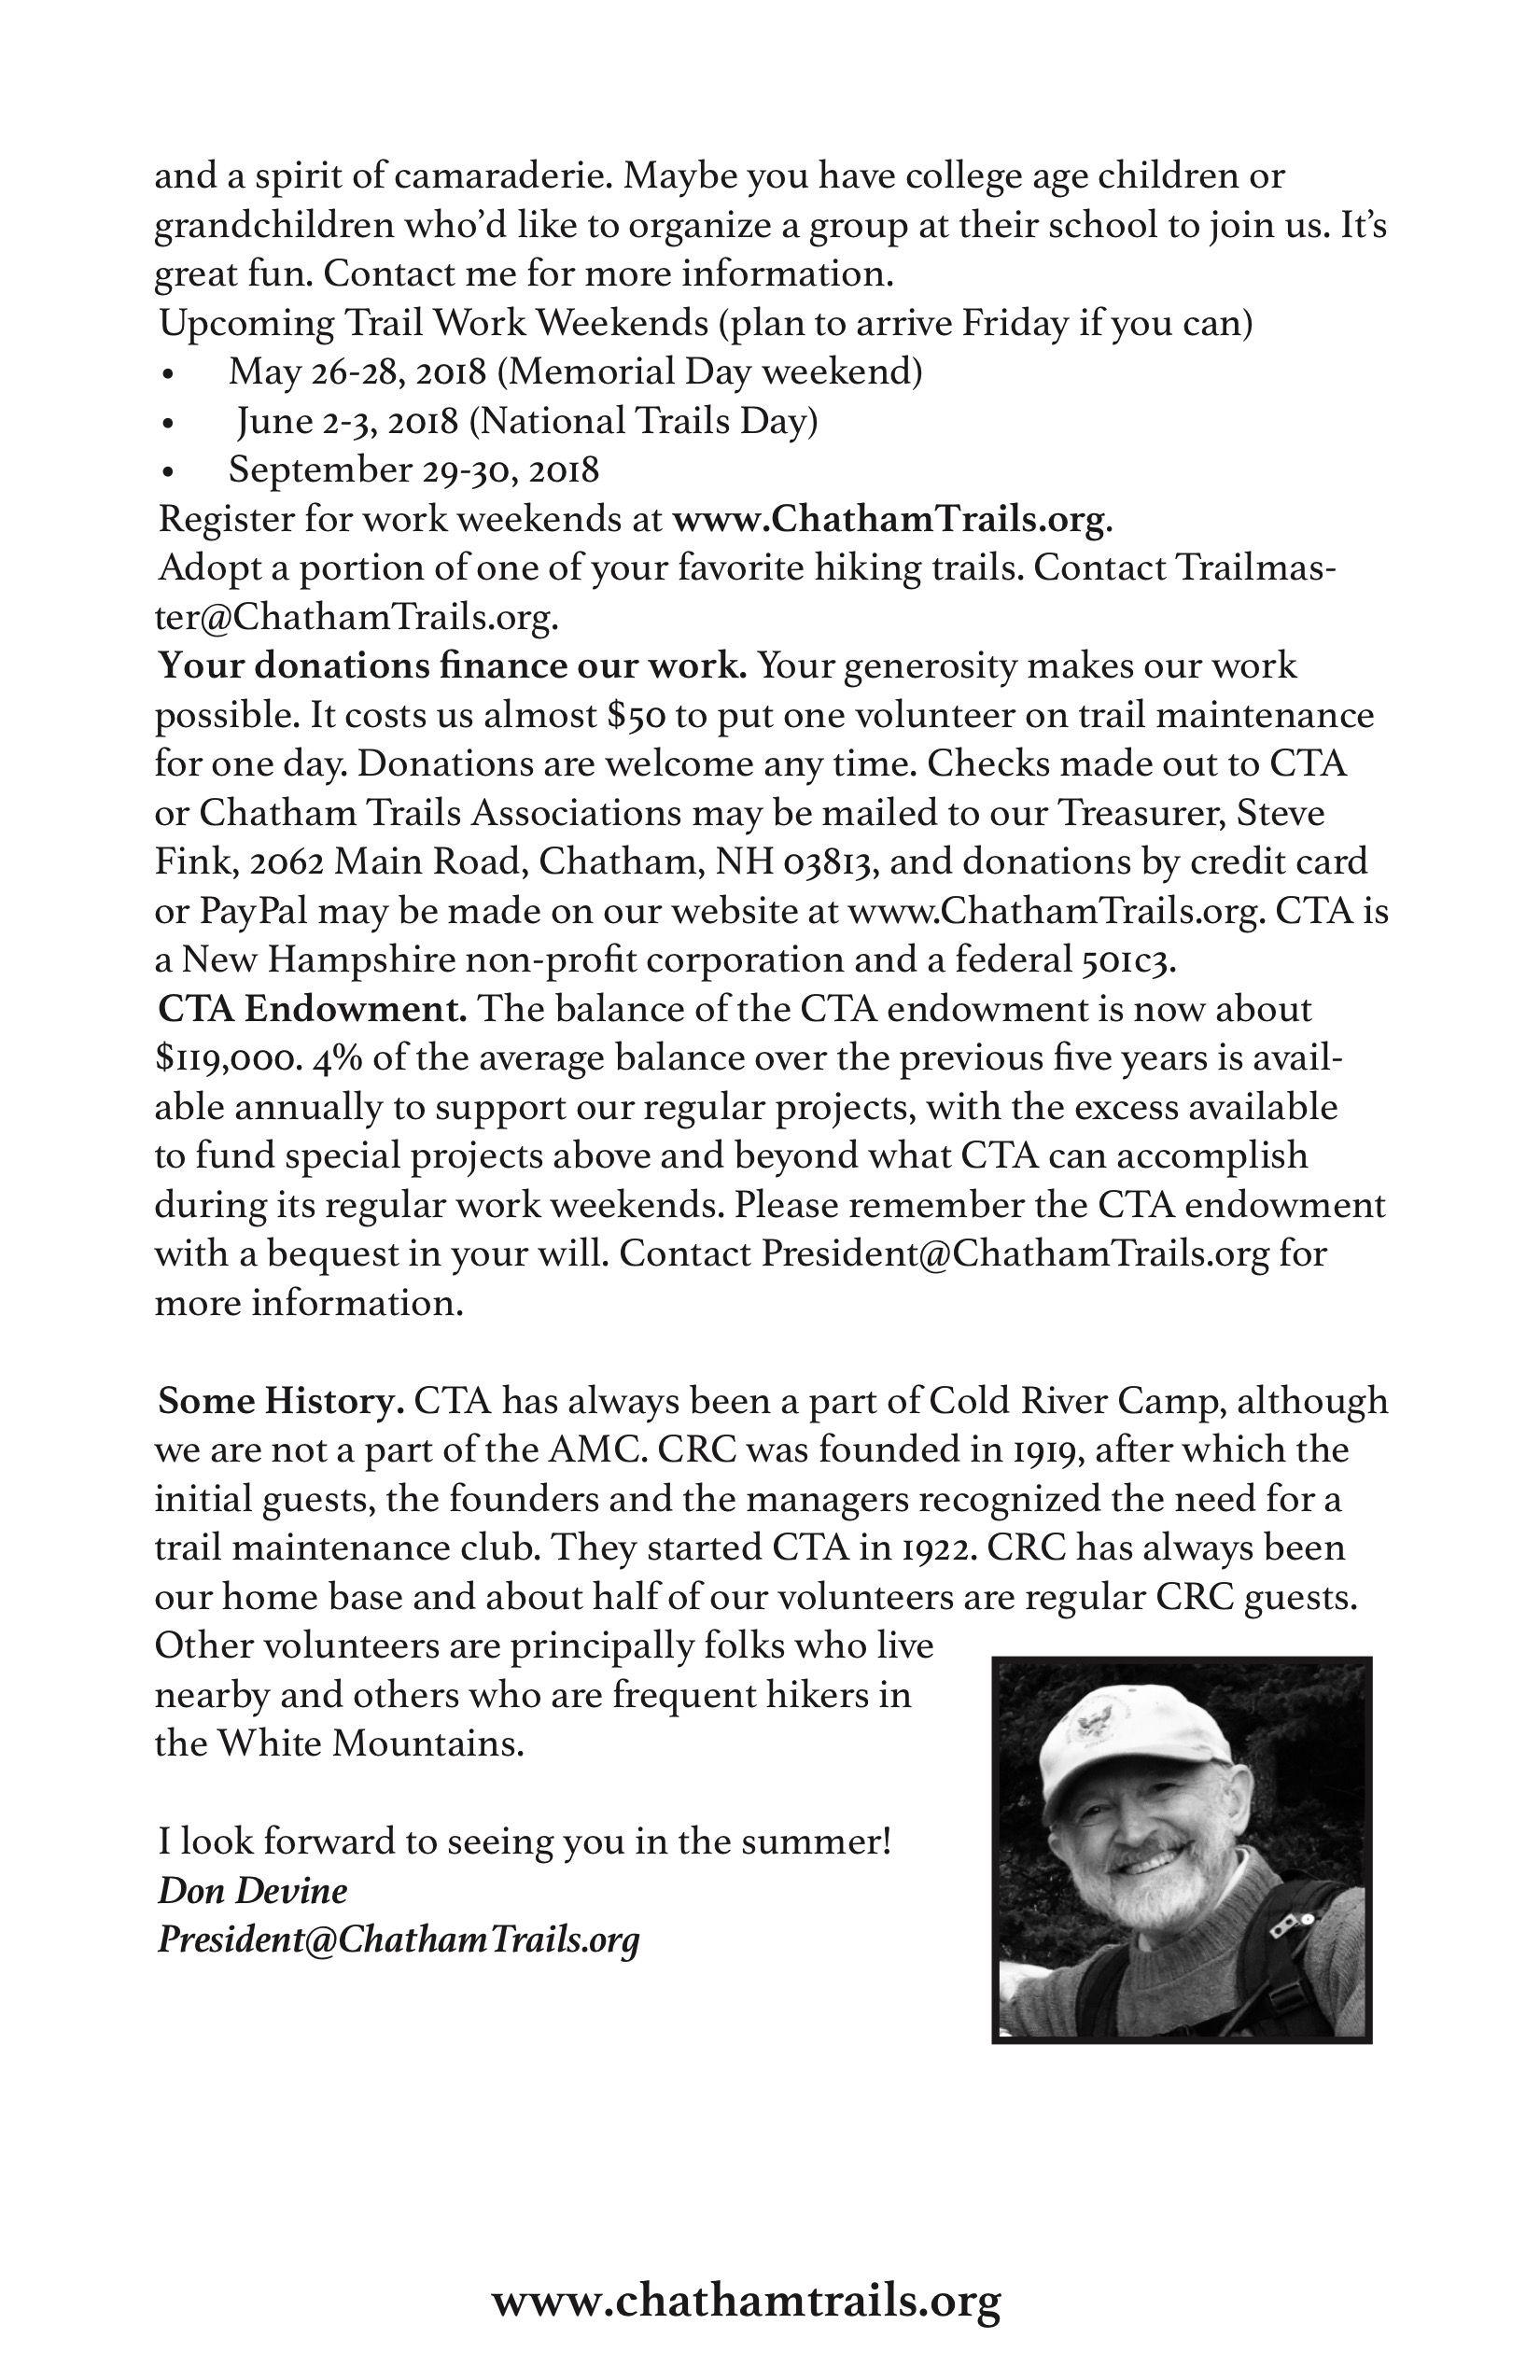 and a spirit of camaraderie. Maybe you have college age children or
grandchildren who’d like to organize a group at their school to join us. It’s
great fun. Contact me for more information.
Upcoming Trail Work Weekends (plan to arrive Friday if you can)
• May 26-28, 2018 (Memorial Day weekend)
• June 2-3, 2018 (National Trails Day)
• September 29-30, 2018
Register for work weekends at www.ChathamTrails.org.
Adopt a portion of one of your favorite hiking trails. Contact Trailmas-
ter@ChathamTrails.org.
Your donations finance our work. Your generosity makes our work
possible. It costs us almost $50 to put one volunteer on trail maintenance
for one day. Donations are welcome any time. Checks made out to CTA
or Chatham Trails Associations may be mailed to our Treasurer, Steve
Fink, 2062 Main Road, Chatham, NH 03813, and donations by credit card
or PayPal may be made on our website at www.ChathamTrails.org. CTA is
a New Hampshire non-profit corporation and a federal 501c3.
CTA Endowment. The balance of the CTA endowment is now about
$119,000. 4% of the average balance over the previous five years is avail-
able annually to support our regular projects, with the excess available
to fund special projects above and beyond what CTA can accomplish
during its regular work weekends. Please remember the CTA endowment
with a bequest in your will. Contact President@ChathamTrails.org for
more information.
Some History. CTA has always been a part of Cold River Camp, although
we are not a part of the AMC. CRC was founded in 1919, after which the
initial guests, the founders and the managers recognized the need for a
trail maintenance club. They started CTA in 1922. CRC has always been
our home base and about half of our volunteers are regular CRC guests.
Other volunteers are principally folks who live
nearby and others who are frequent hikers in
the White Mountains.
I look forward to seeing you in the summer!
Don Devine
President@ChathamTrails.org
www.chathamtrails.org